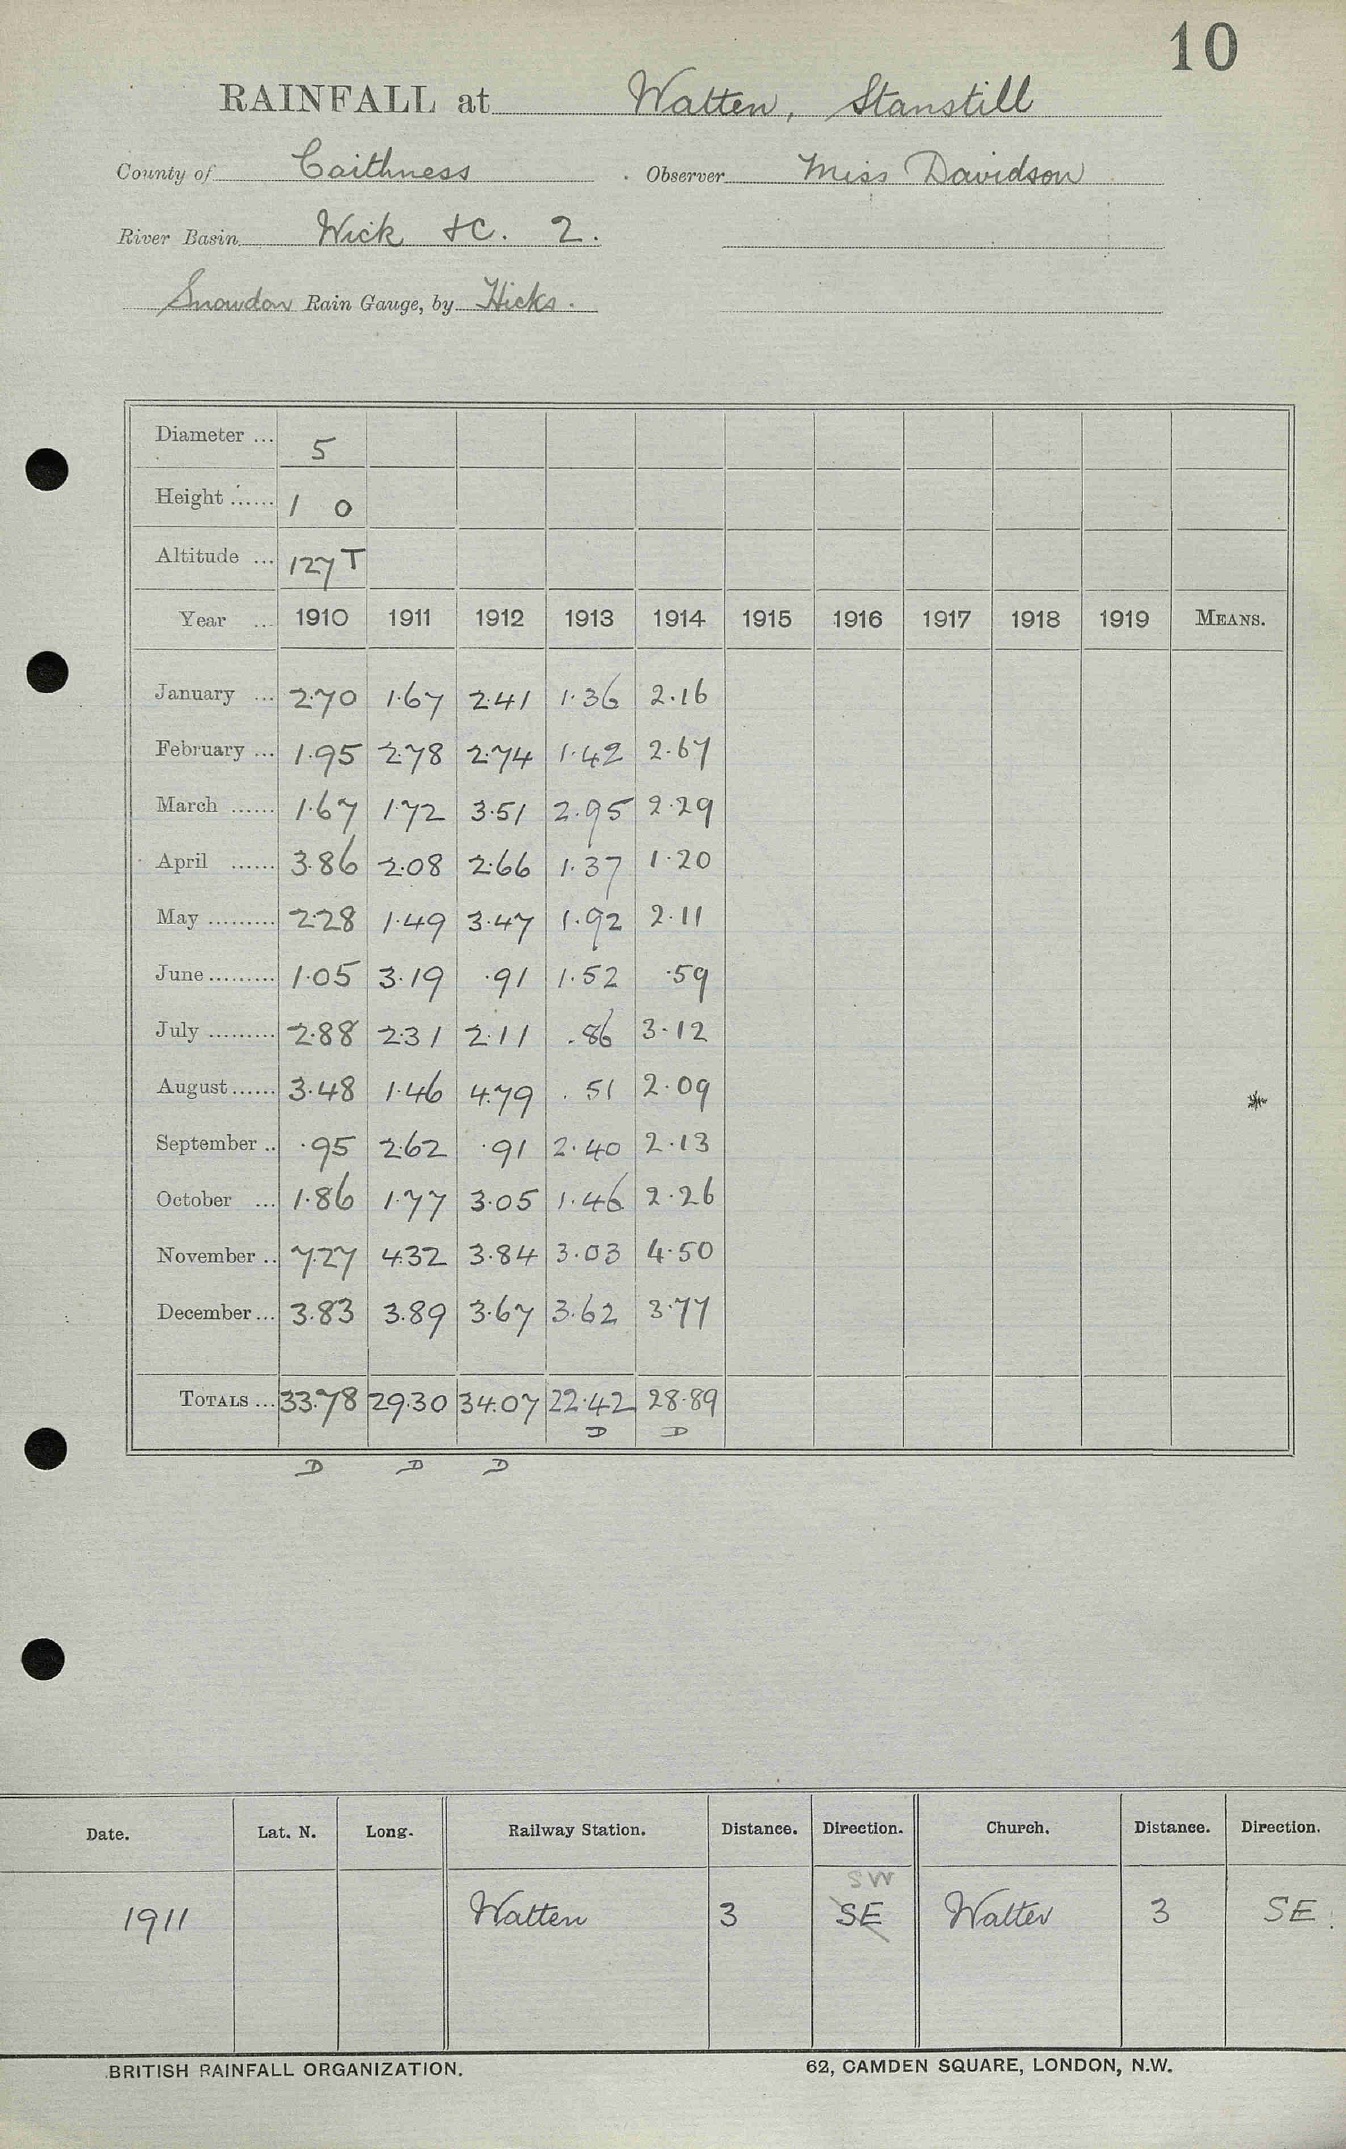 10
RAINFALL at Watten, Stanstill
County of Caithness Observer Miss Davidson
River Basin Wick &C. 2.
Snowdon Rain Gauge, by Hicks.
Diameter ... 5
Height ...... 1 0
Altitude ... 127 T
Year ... 1910 1911 1912 1913 1914 1915 1916 1917 1918 1919 MEANS.
January ... 2.70 1.67 2.41 1.36 2.16
February ... 1.95 2.78 2.74 1.42 2.67
March ...... 1.67 1.72 3.51 2.95 2.29
April ...... 3.86 2.08 2.66 1.37 1.20
May ......... 2.28 1.49 3.47 1.92 2.11
June ......... 1.05 3.19 .91 1.52 .59
July ......... 2.88 2.31 2.11 .86 3.12
August ...... 3.48 1.46 4.79 .51 2.09
September .. .95 2.62 .91 2.40 2.13
October ... 1.86 1.77 3.05 1.46 2.26
November .. 7.27 4.32 3.84 3.03 4.50
December ... 3.83 3.89 3.67 3.62 3.77
TOTALS ... 33.78 29.30 34.07 22.42 28.89
D D
D D D
Date. Lat. N. Long. Railway Station. Distance. Direction. Church. Distance. Direction.
SW
1911 Watten 3 SE Watten 3 SE.
BRITISH RAINFALL ORGANIZATION. 62, CAMDEN SQUARE, LONDON, N.W.